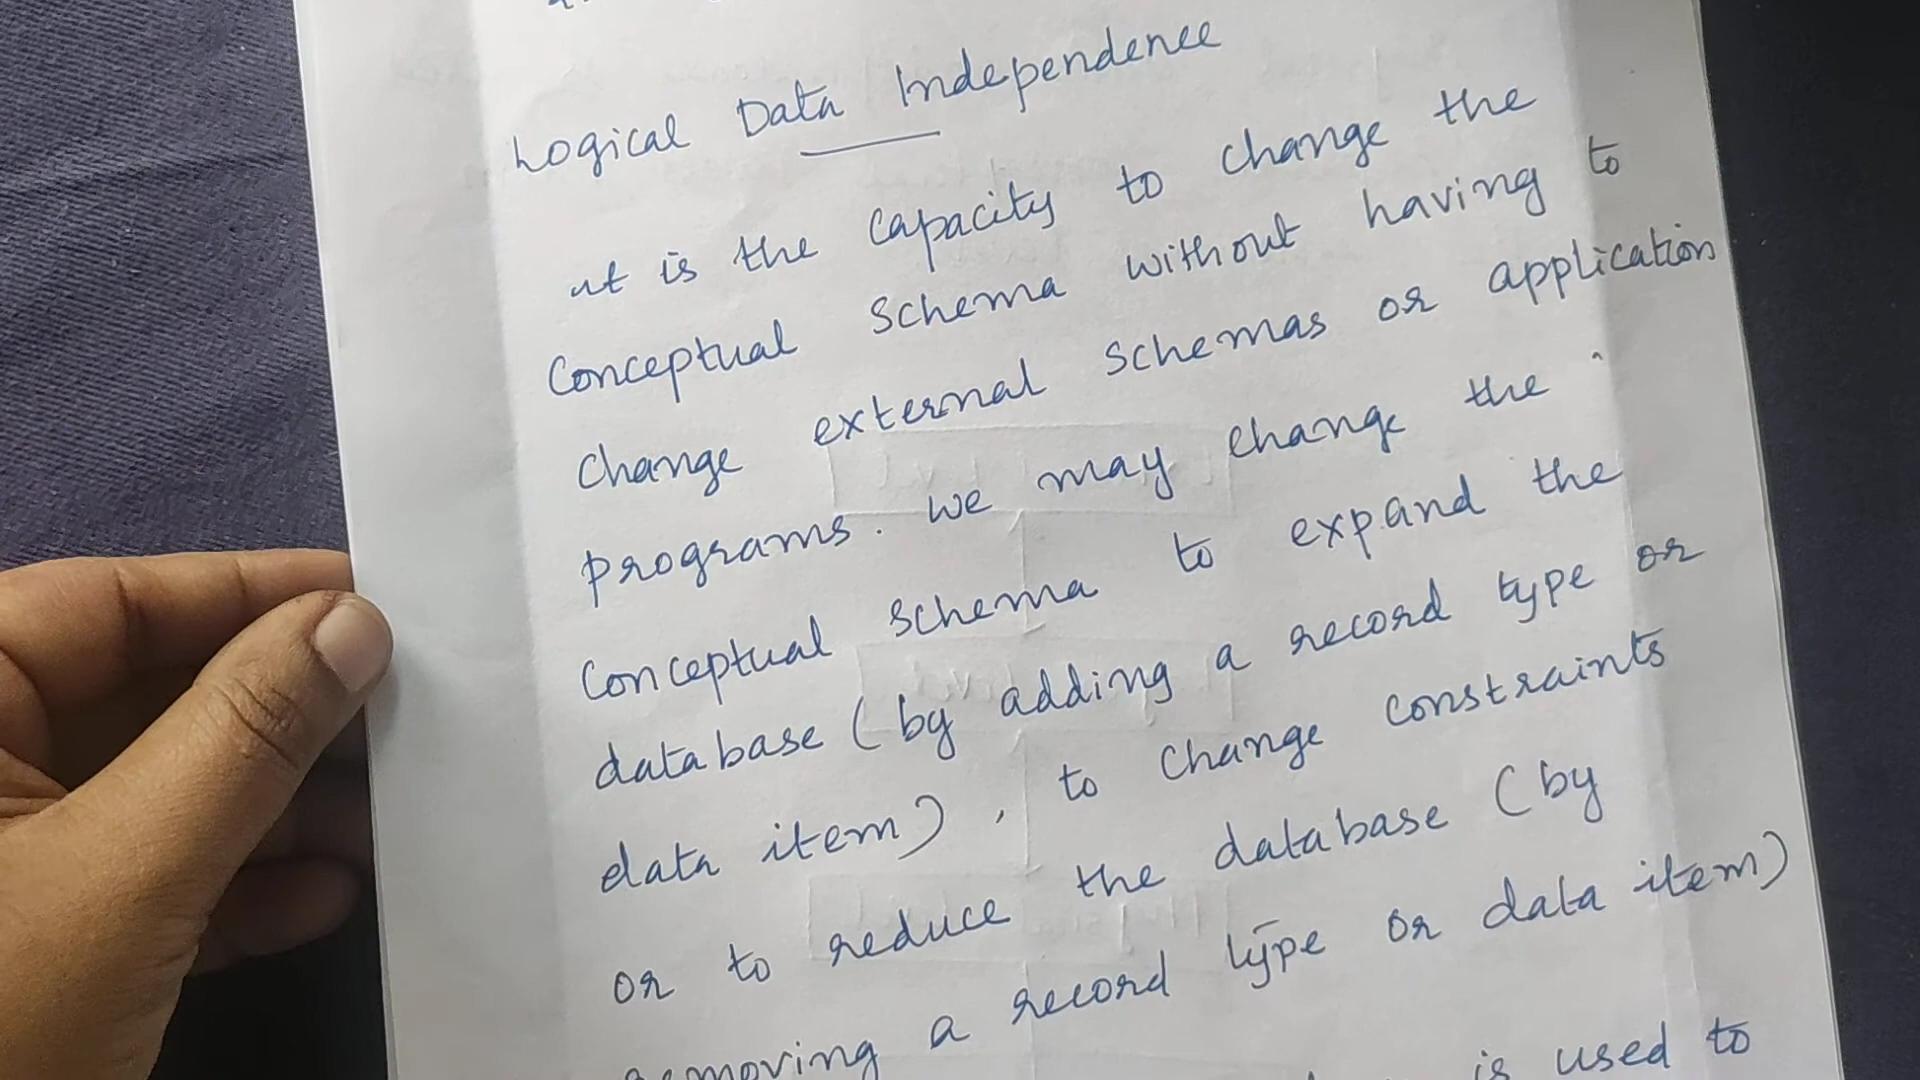 Logical Data Independence
It is the capacity to change the
conceptual schema without having to
change external schemas or application
programs. We may change the
conceptual schema to expand the
database (by adding a record type or
data item), to change constraints
or to reduce the database (by
removing a record type or data item)
is used to